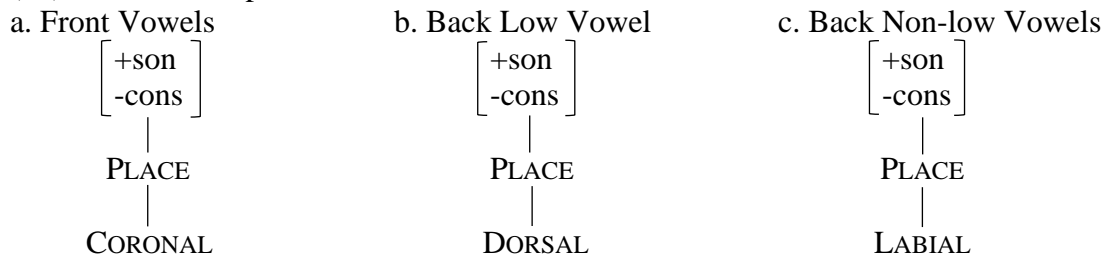 a. Front Vowels b. Back Low Vowel c. Back Non-low Vowels
+son +son +son
-cons -cons -cons
PLACE PLACE PLACE
CORONAL DORSAL LABIAL